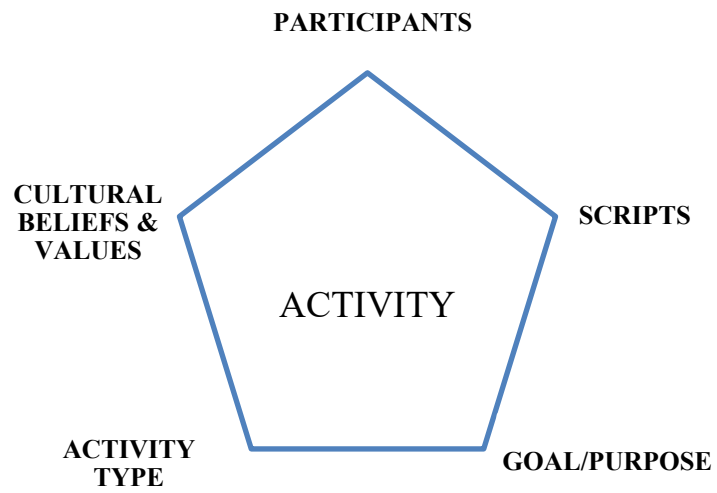 PARTICIPANTS
CULTURAL
BELIEFS &
VALUES
SCRIPTS
ACTIVITY
ACTIVITY
TYPE
GOAL/PURPOSE